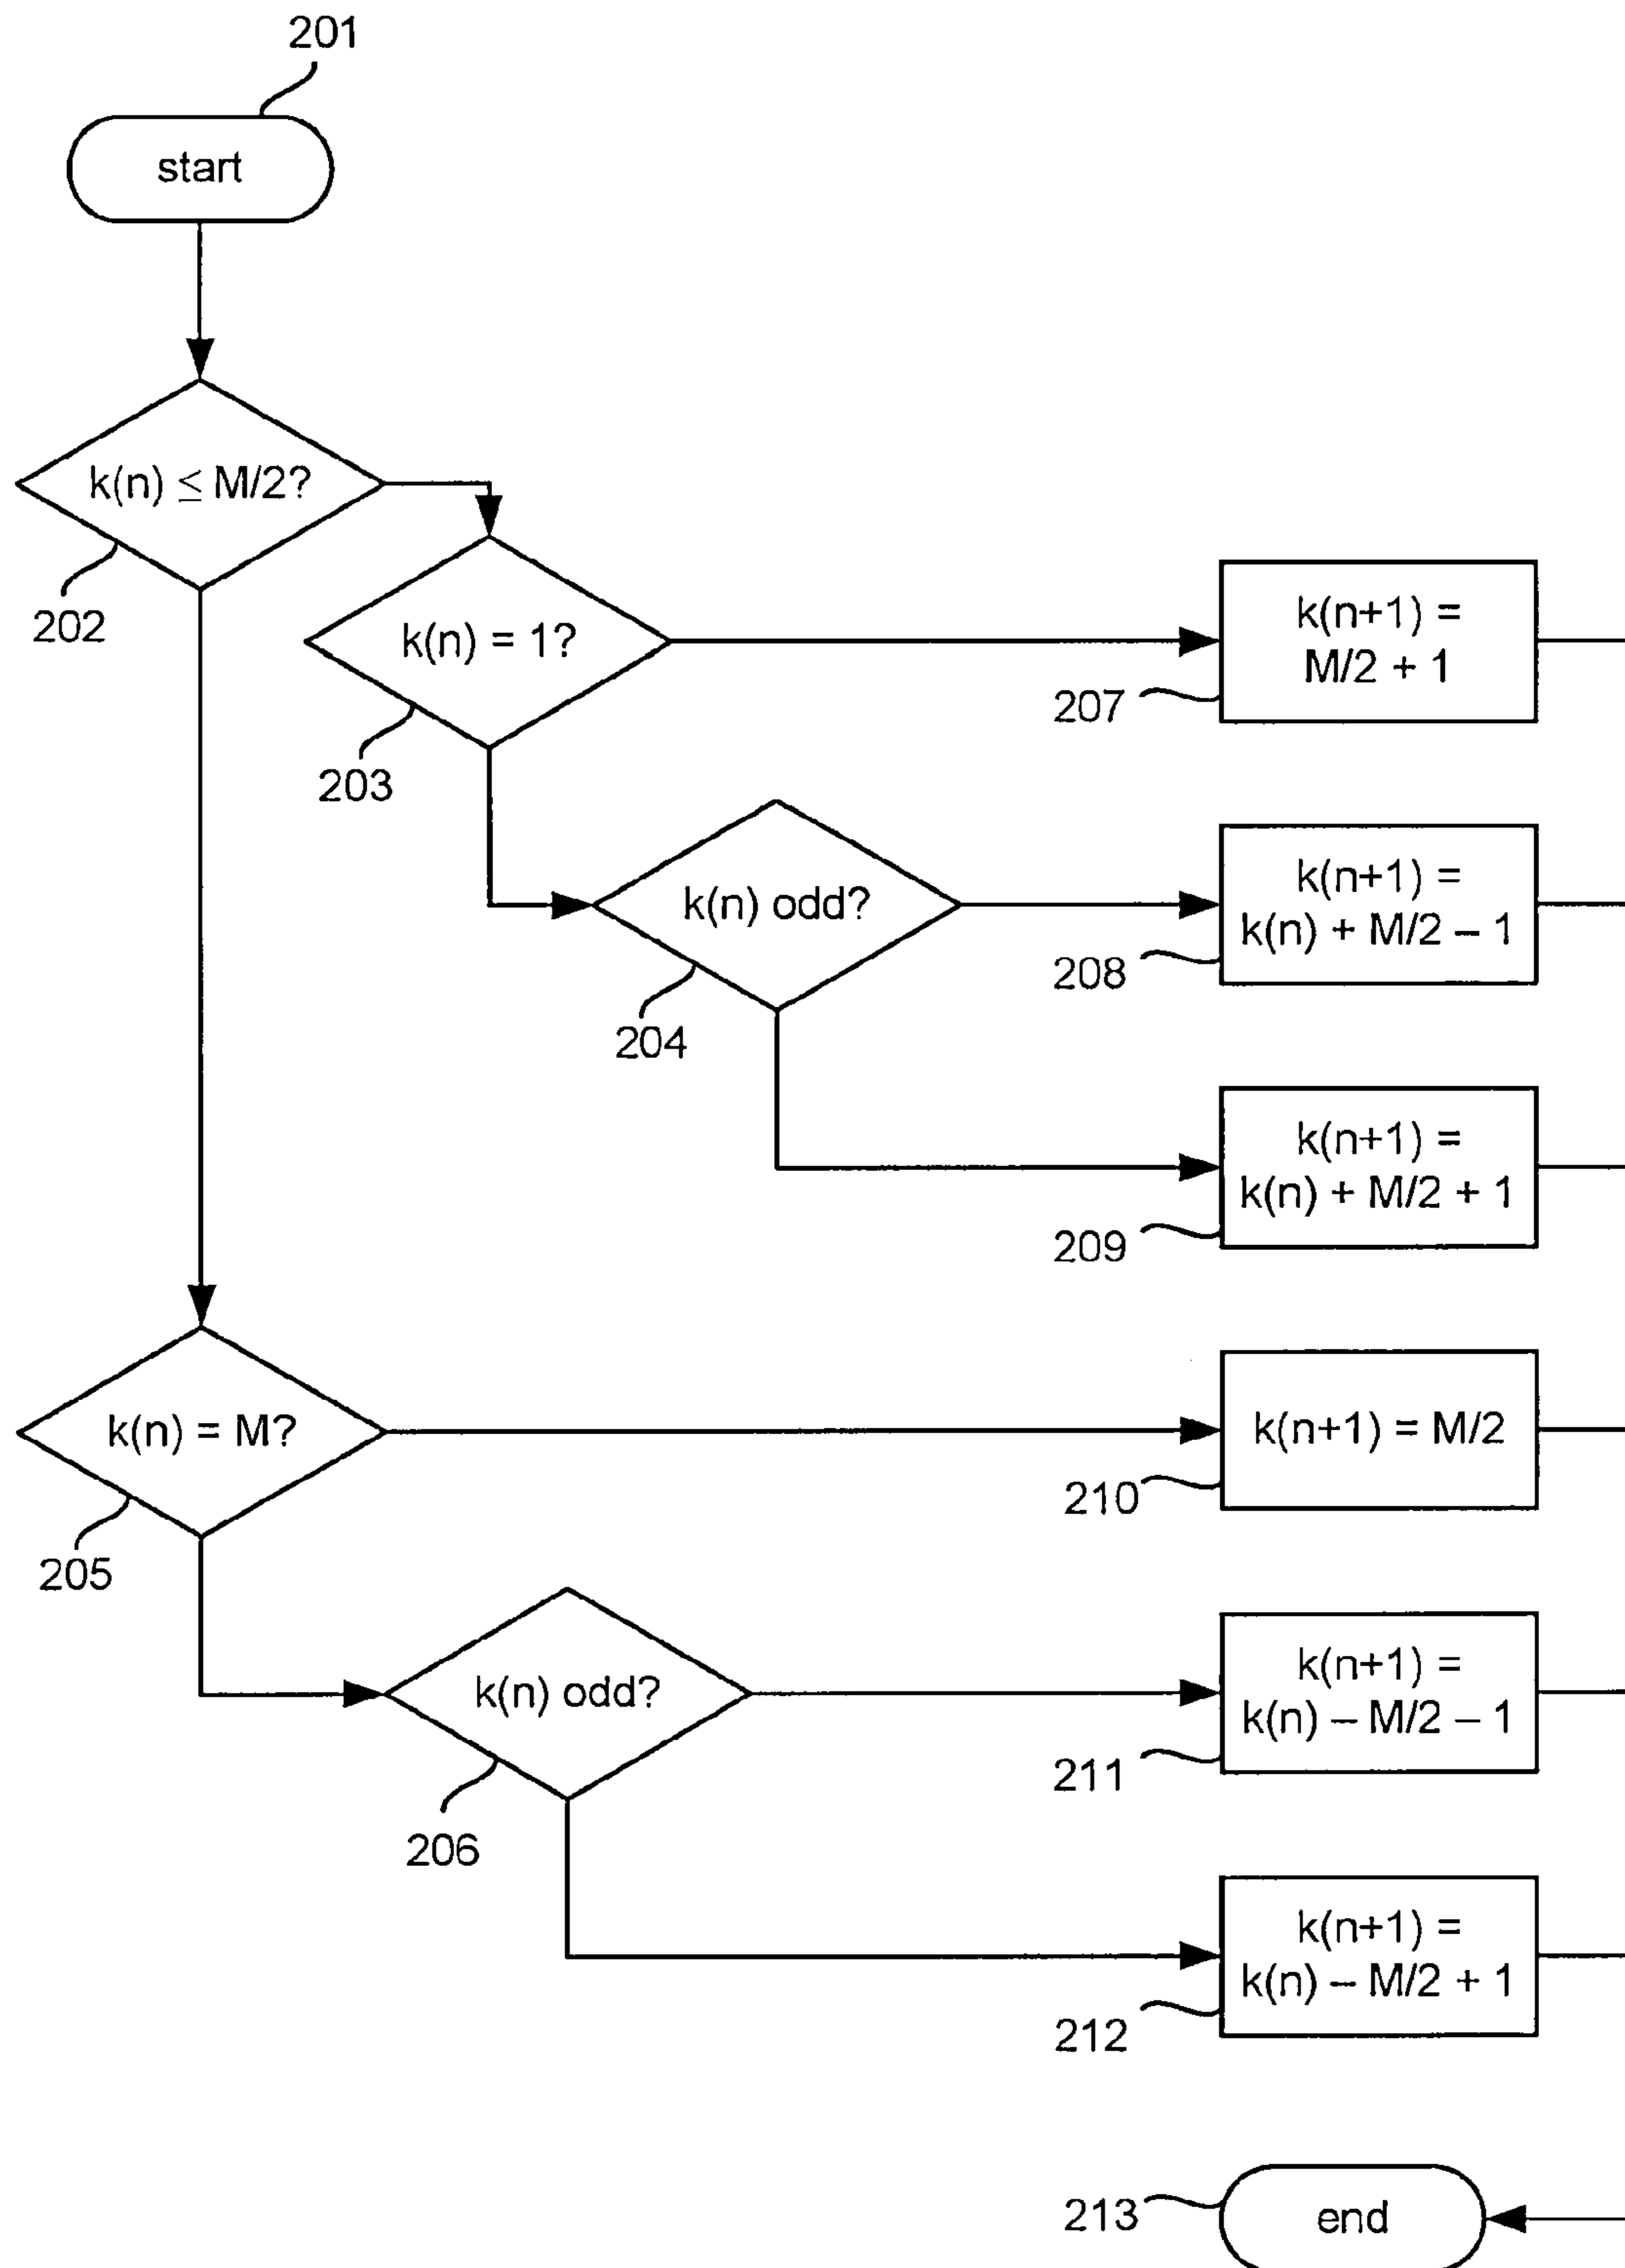 201
start
k(n) ≤ M/2?
202
k(n) = 1?
203
k(n+1) =
M/2 + 1
207
k(n) odd?
204
k(n+1) =
k(n) + M/2 – 1
208
k(n+1) =
k(n) + M/2 + 1
209
k(n) = M?
205
k(n+1) = M/2
210
k(n) odd?
206
k(n+1) =
k(n) – M/2 – 1
211
k(n+1) =
k(n) – M/2 + 1
212
213
end